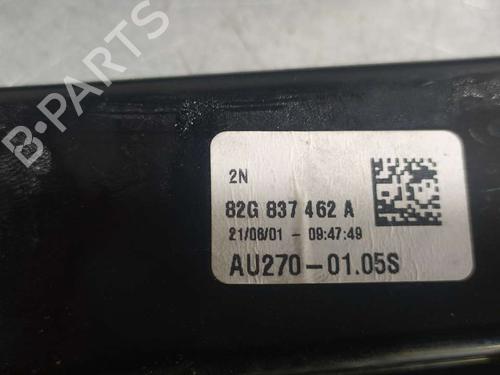 B-PARTS
2N
82G 837 462 A
21/06/01 - 09:47:49
AU270-01.05S